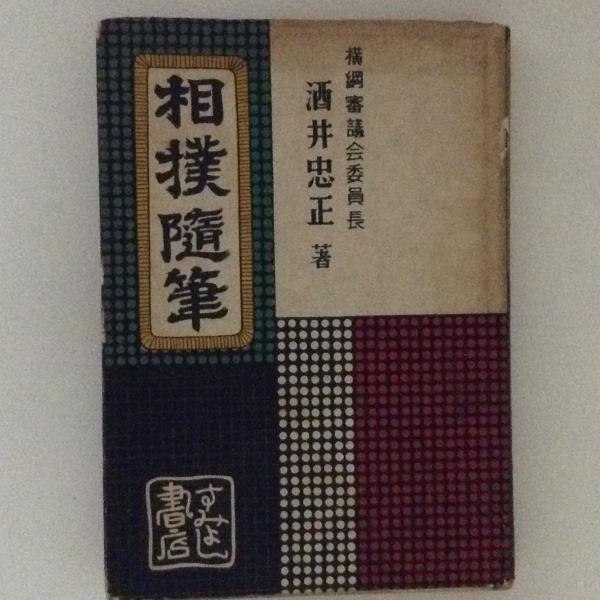 横綱審議会委員長
酒井忠正 著
相撲隨筆
すみよし
書店